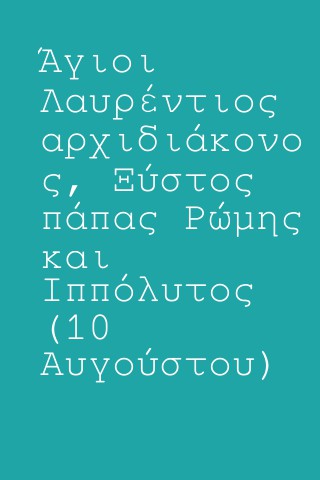 Άγιοι
Λαυρέντιος
αρχιδιάκονο
ς, Ξύστος
πάπας Ρώμης
και
Ιππόλυτος
(10
Αυγούστου)